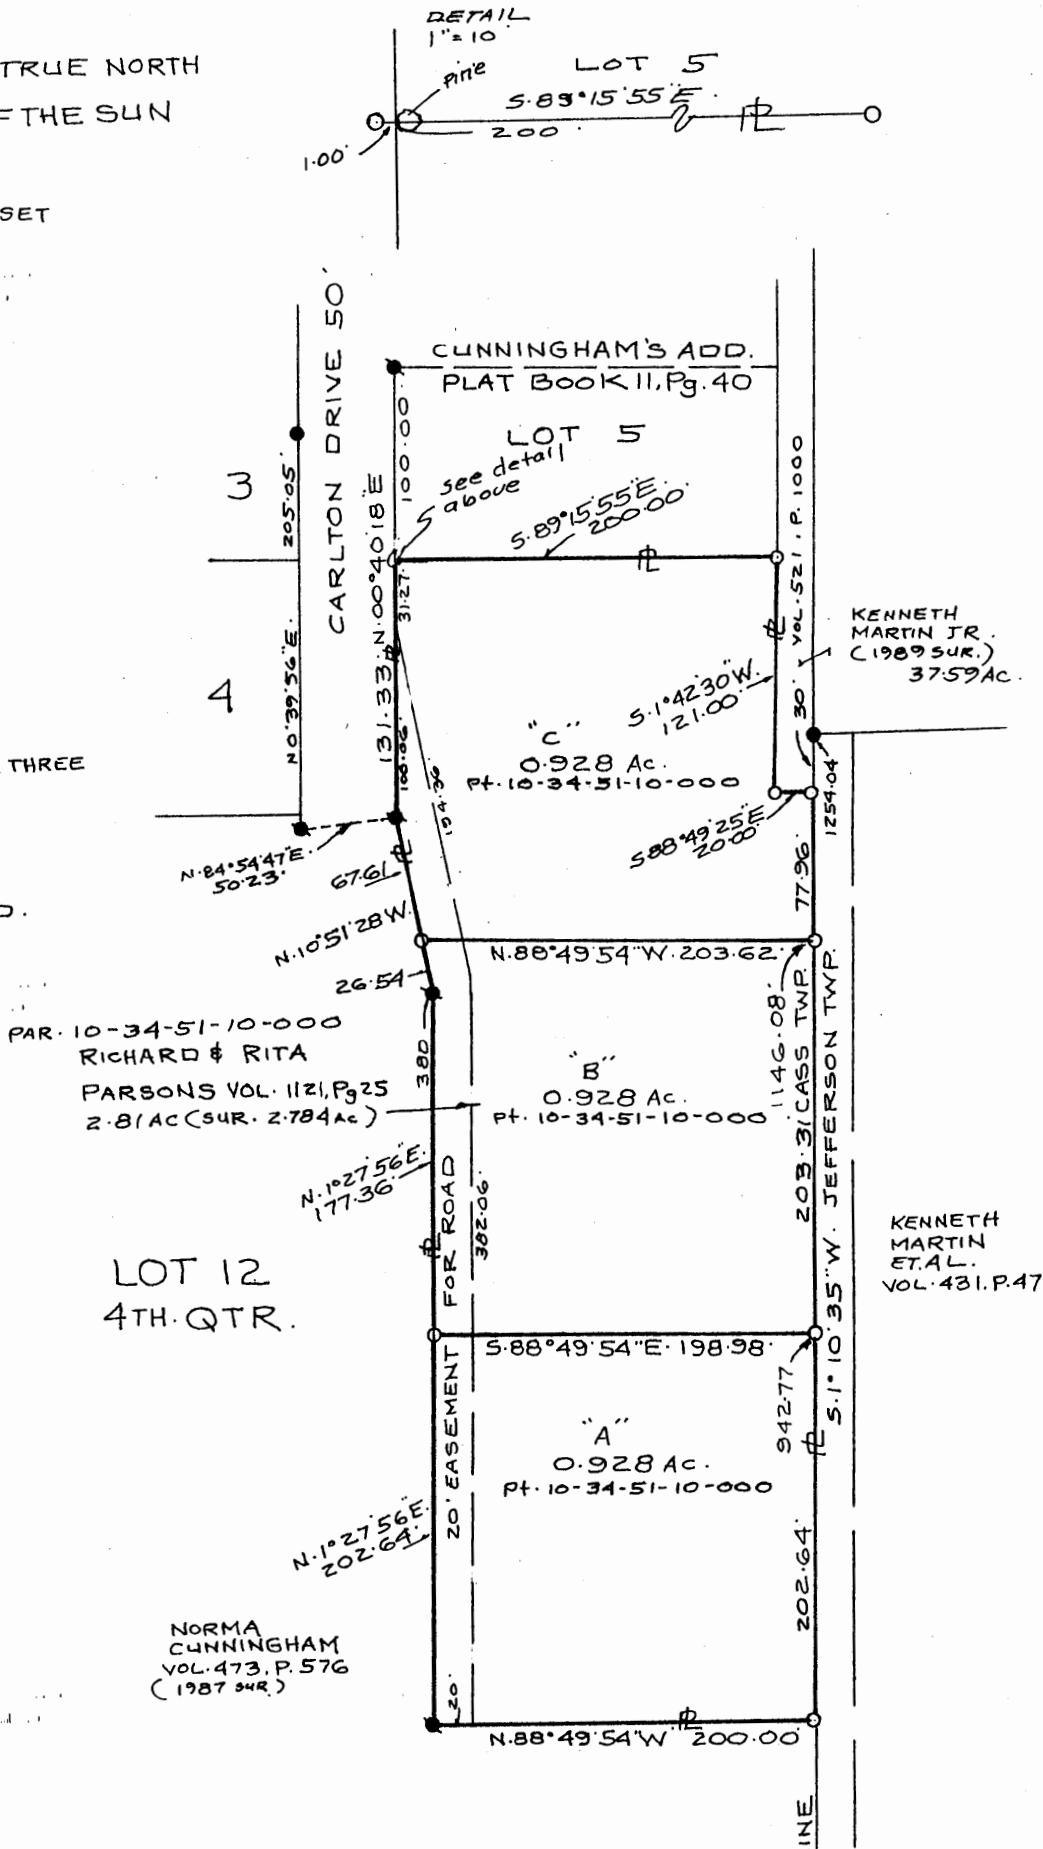 DETAIL
1"=10'
TRUE NORTH
F THE SUN
SET
pine
LOT 5
S.89°15'55"E.
200'
1.00'
CARLTON DRIVE 50'
CUNNINGHAM'S ADD.
PLAT BOOK 11, Pg. 40
LOT 5
100.00'
see detail
above
S.89°15'55"E.
200.00'
3
205.05'
N.00°40'18"E
131.33'
31.27'
100.06'
VOL.521, P.1000
30'
KENNETH
MARTIN JR.
(1989 SUR.)
37.59 AC.
4
N0°39'56"E.
S.1°42'30"W.
121.00'
"C"
0.928 Ac.
Pt. 10-34-51-10-000
194.36
THREE
1254.04'
S88°49'25"E
20.00'
N.84°54'47"E.
50.23'
67.61
77.96'
N.10°51'28"W.
N.88°49'54"W. 203.62'
26.54
PAR. 10-34-51-10-000
RICHARD & RITA
PARSONS VOL. 1121, Pg 25
2.81 AC (SUR. 2.784 Ac)
380
"B"
0.928 Ac.
Pt. 10-34-51-10-000
1146.08'
203.31'
CASS TWP.
JEFFERSON TWP.
N.1°27'56"E.
177.36'
382.06'
KENNETH
MARTIN
ET.AL.
VOL.431, P.47
LOT 12
4TH. QTR.
S.88°49'54"E. 198.98'
S.1°10'35"W.
942.77
"A"
0.928 Ac.
Pt. 10-34-51-10-000
20' EASEMENT FOR ROAD
N.1°27'56"E.
202.64'
202.64'
NORMA
CUNNINGHAM
VOL.473, P.576
(1987 SUR.)
20'
N.88°49'54"W 200.00'
INE